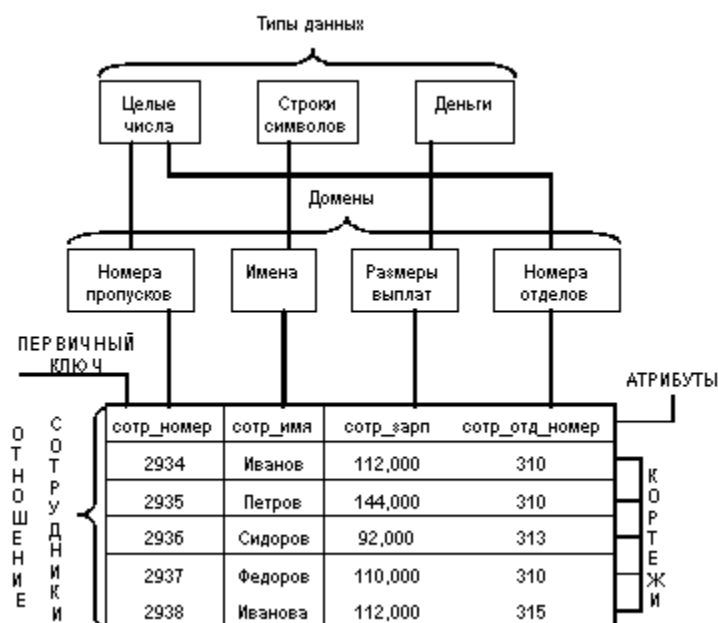 Типы данных
Целые числа
Строки символов
Деньги
Домены
Номера пропусков
Имена
Размеры выплат
Номера отделов
ПЕРВИЧНЫЙ КЛЮЧ
АТРИБУТЫ
ОТНОШЕНИЕ
СОТРУДНИКИ
сотр_номер сотр_имя сотр_зарп сотр_отд_номер
2934 Иванов 112,000 310
2935 Петров 144,000 310
2936 Сидоров 92,000 313
2937 Федоров 110,000 310
2938 Иванова 112,000 315
КОРТЕЖИ